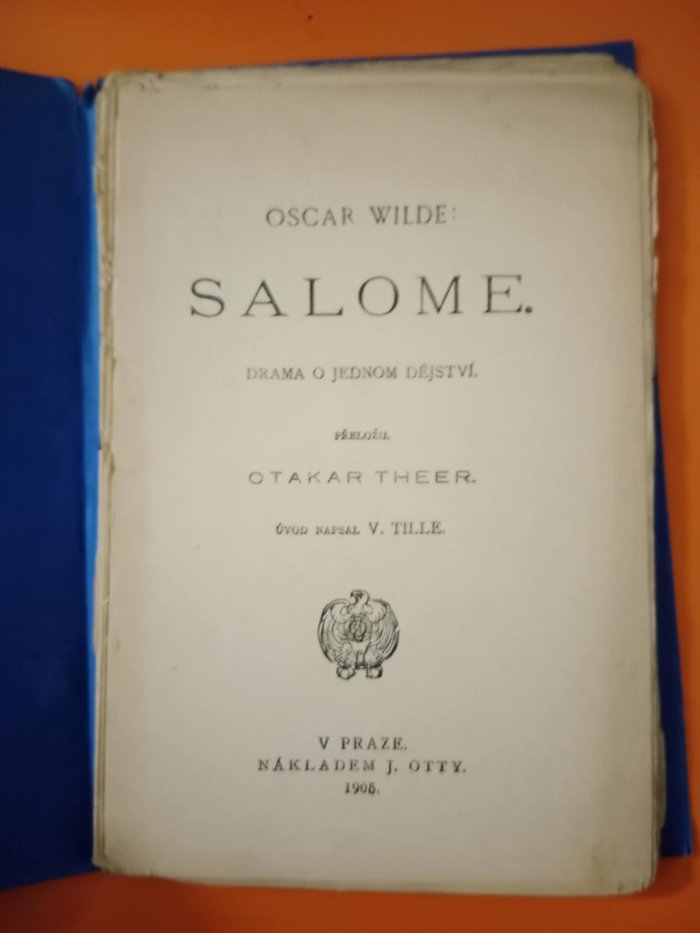 OSCAR WILDE:
SALOME.
DRAMA O JEDNOM DĚJSTVÍ.
PŘELOŽIL
OTAKAR THEER.
ÚVOD NAPSAL V. TILLE.
V PRAZE.
NÁKLADEM J. OTTY.
1905.